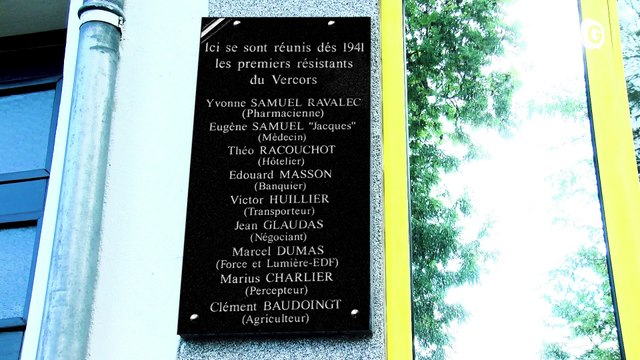 Ici se sont réunis dés 1941
les premiers résistants
du Vercors
Yvonne SAMUEL RAVALEC
(Pharmacienne)
Eugène SAMUEL "Jacques"
(Médecin)
Théo RACOUCHOT
(Hôtelier)
Edouard MASSON
(Banquier)
Victor HUILLIER
(Transporteur)
Jean GLAUDAS
(Négociant)
Marcel DUMAS
(Force et Lumière-EDF)
Marius CHARLIER
(Percepteur)
Clément BAUDOINGT
(Agriculteur)
G